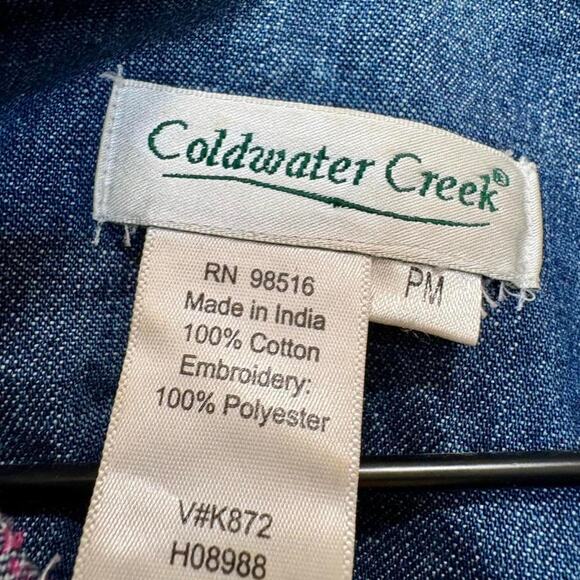 Coldwater Creek®
PM
RN 98516
Made in India
100% Cotton
Embroidery:
100% Polyester
V#K872
H08988